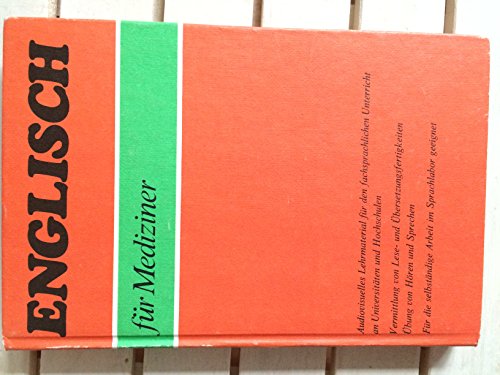 ENGLISCH
für Mediziner
Audiovisuelles Lehrmaterial für den fachsprachlichen Unterricht
an Universitäten und Hochschulen
Vermittlung von Lese- und Übersetzungsfertigkeiten
Übung von Hören und Sprechen
Für die selbständige Arbeit im Sprachlabor geeignet